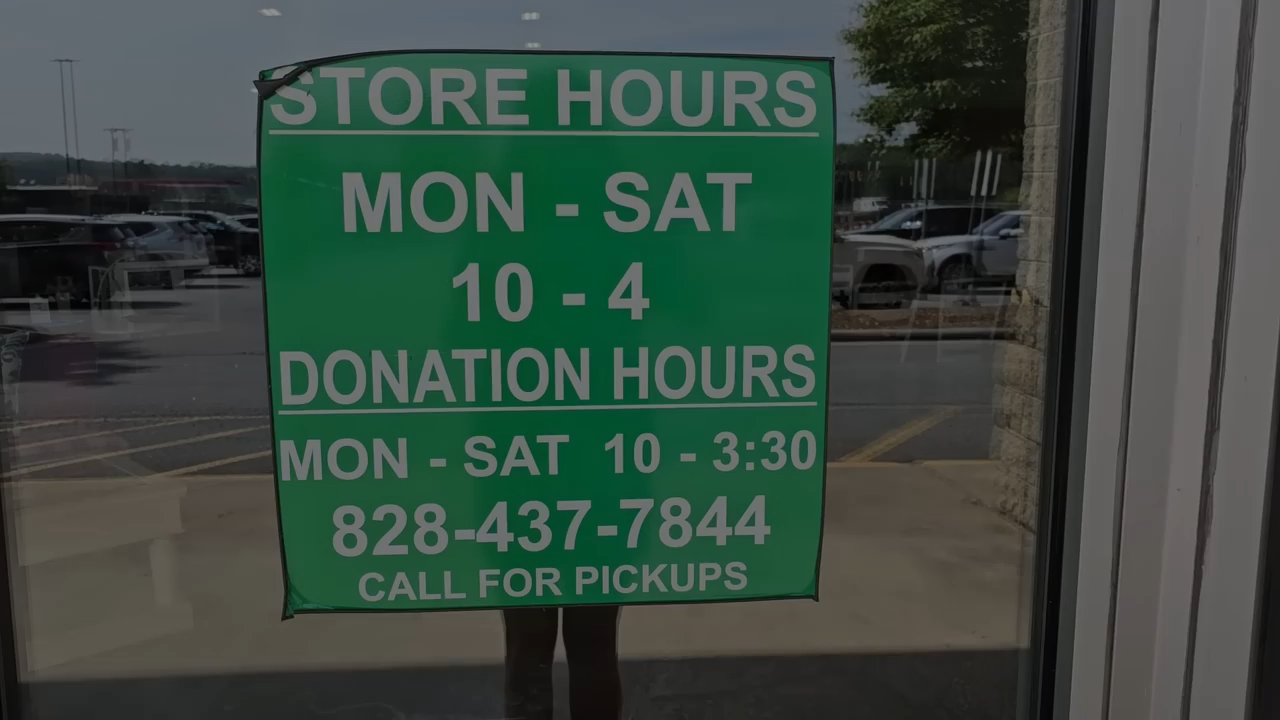 STORE HOURS
MON - SAT
10 - 4
DONATION HOURS
MON - SAT 10 - 3:30
828-437-7844
CALL FOR PICKUPS